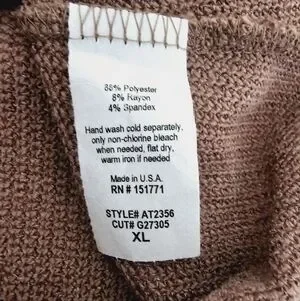 88% Polyester
8% Rayon
4% Spandex
Hand wash cold separately,
only non-chlorine bleach
when needed, flat dry,
warm iron if needed
Made in U.S.A.
RN # 151771
STYLE# AT2356
CUT# G27305
XL